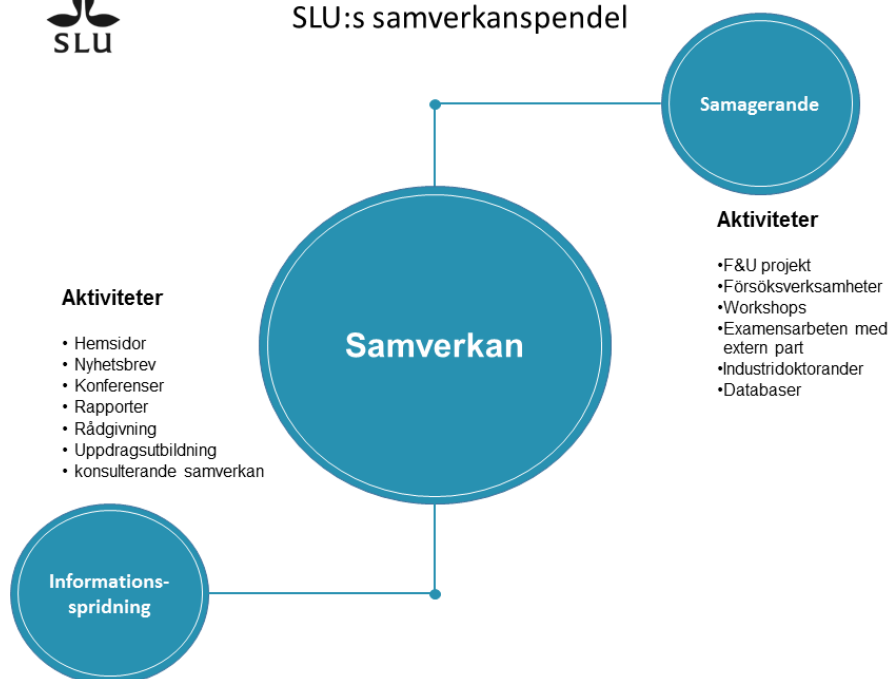 SLU
SLU:s samverkanspendel
Samagerande
Aktiviteter
•F&U projekt
•Försöksverksamheter
•Workshops
•Examensarbeten med
extern part
•Industridoktorander
•Databaser
Samverkan
Aktiviteter
• Hemsidor
• Nyhetsbrev
• Konferenser
• Rapporter
• Rådgivning
• Uppdragsutbildning
• konsulterande samverkan
Informations-
spridning